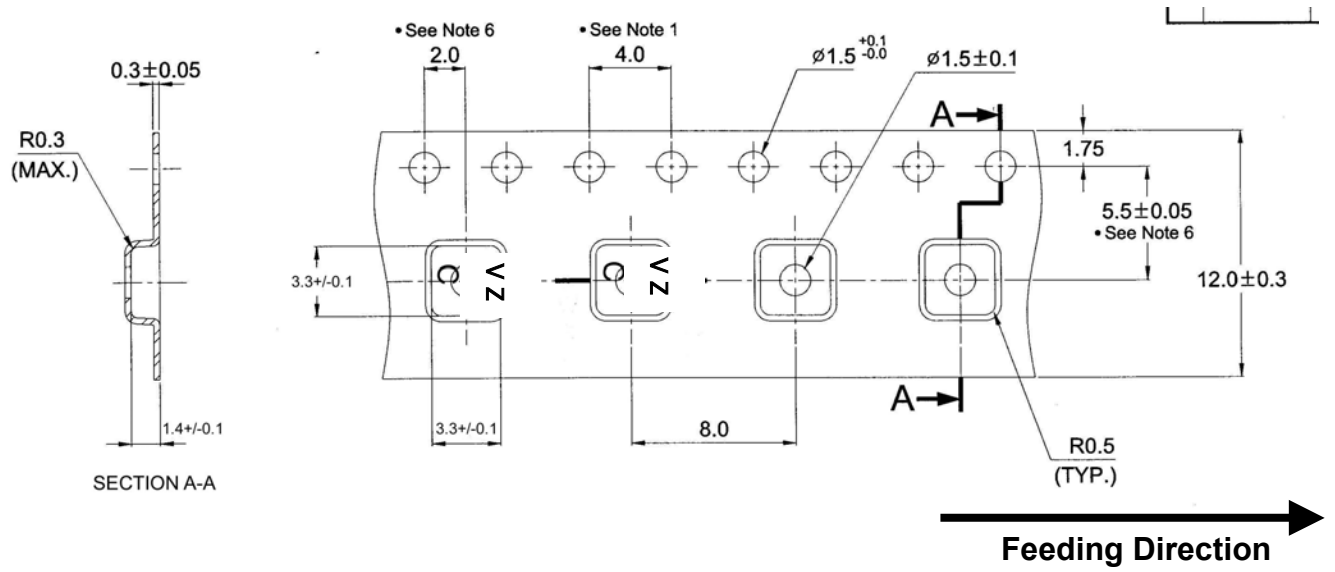 • See Note 6
2.0
• See Note 1
4.0
ø1.5 +0.1 -0.0
ø1.5±0.1
0.3±0.05
R0.3
(MAX.)
A
1.75
5.5±0.05
• See Note 6
12.0±0.3
3.3+/-0.1
C
V Z
C
V Z
A
1.4+/-0.1
3.3+/-0.1
8.0
R0.5
(TYP.)
SECTION A-A
Feeding Direction